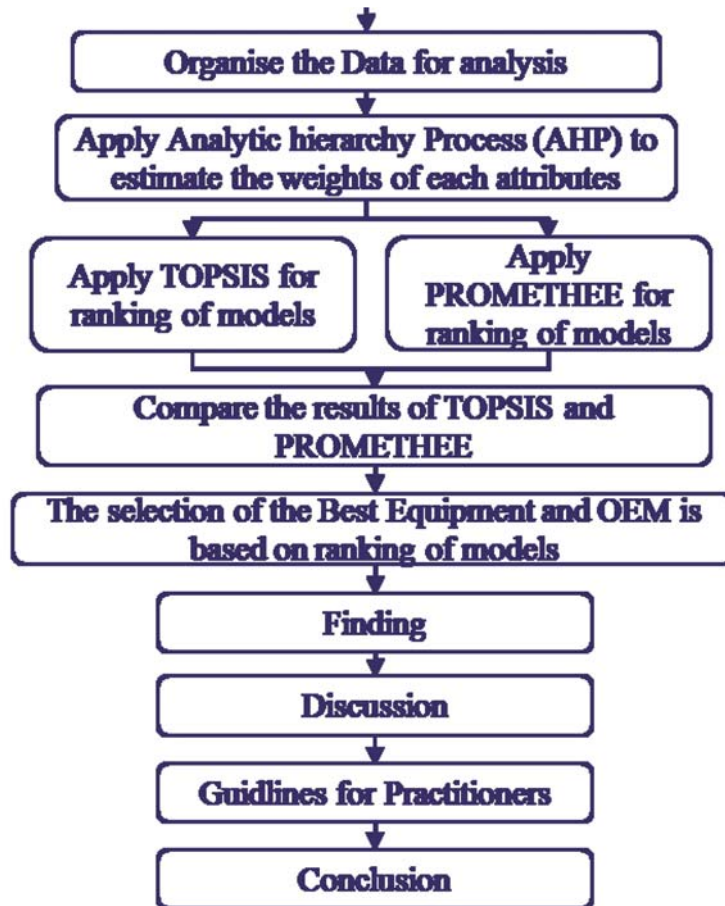 Organise the Data for analysis
Apply Analytic hierarchy Process (AHP) to
estimate the weights of each attributes
Apply TOPSIS for
ranking of models
Apply
PROMETHEE for
ranking of models
Compare the results of TOPSIS and
PROMETHEE
The selection of the Best Equipment and OEM is
based on ranking of models
Finding
Discussion
Guidlines for Practitioners
Conclusion